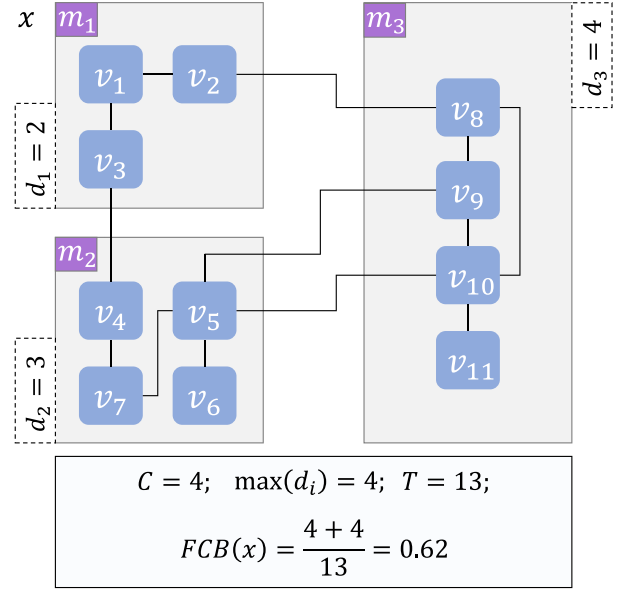 x
m₁
v₁ v₂
v₃
d₁ = 2
m₂
v₄ v₅
v₇ v₆
d₂ = 3
m₃
d₃ = 4
v₈
v₉
v₁₀
v₁₁
C = 4; max(dᵢ) = 4; T = 13;
FCB(x) = (4 + 4)/13 = 0.62